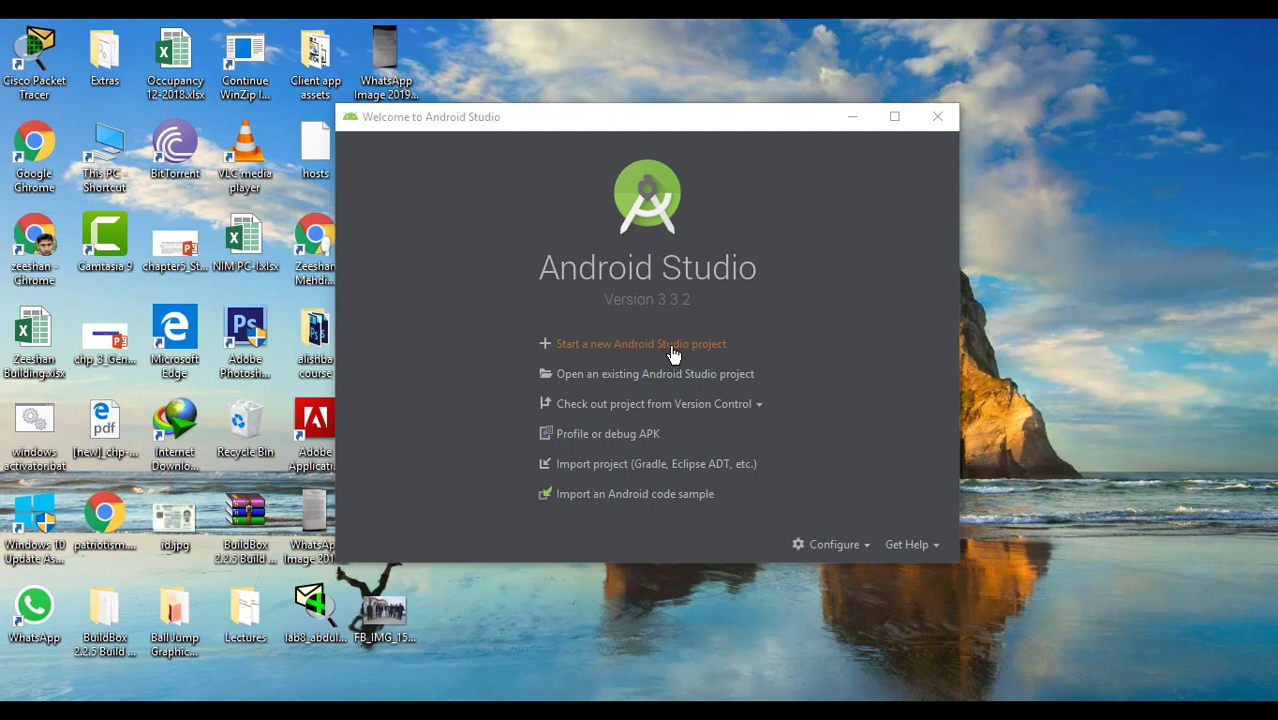 Cisco Packet
Tracer
Extras
Occupancy
12-2018.xlsx
Continue
WinZip I...
Client app
assets
WhatsApp
Image 2019...
Google
Chrome
This PC -
Shortcut
BitTorrent
VLC media
player
hosts
zeeshan -
Chrome
Camtasia 9
chapter5_St...
NIM PC-I.xlsx
Zeeshan
Mehdi...
Zeeshan
Building.xlsx
chp_3_Gen...
Microsoft
Edge
Adobe
Photosh...
alishba
course
windows
activator.bat
[new]_chp-...
Internet
Downlo...
Recycle Bin
Adobe
Applicati...
Windows 10
Update As...
patriotism....
id.jpg
BuildBox
2.2.5 Build ...
WhatsAp
Image 201
WhatsApp
BuildBox
2.2.5 Build ...
Ball Jump
Graphic...
Lectures
lab8_abdul...
FB_IMG_15...
Welcome to Android Studio
Android Studio
Version 3.3.2
Start a new Android Studio project
Open an existing Android Studio project
Check out project from Version Control
Profile or debug APK
Import project (Gradle, Eclipse ADT, etc.)
Import an Android code sample
Configure
Get Help